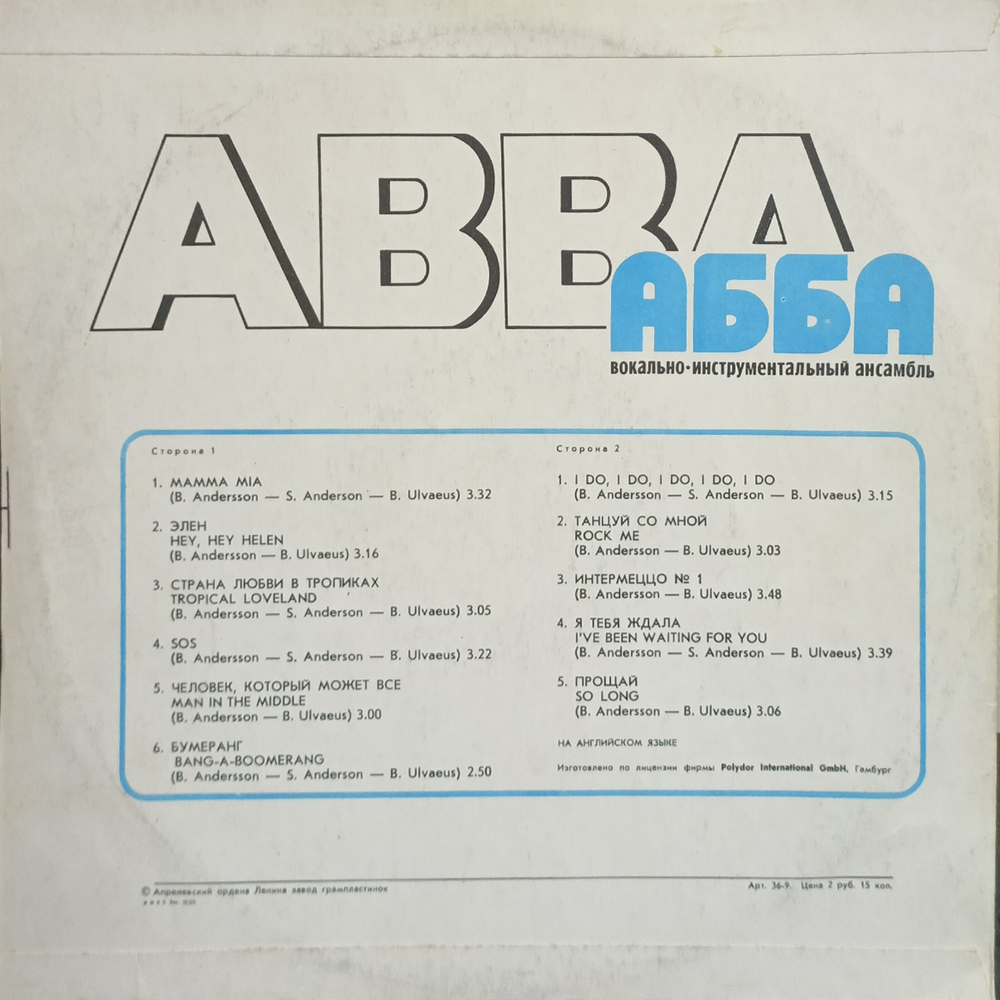 ABBA
АББА
вокально-инструментальный ансамбль
Сторона 1
1. MAMMA MIA
(B. Andersson — S. Anderson — B. Ulvaeus) 3.32
2. ЭЛЕН
HEY, HEY HELEN
(B. Andersson — B. Ulvaeus) 3.16
3. СТРАНА ЛЮБВИ В ТРОПИКАХ
TROPICAL LOVELAND
(B. Andersson — S. Anderson — B. Ulvaeus) 3.05
4. SOS
(B. Andersson — S. Anderson — B. Ulvaeus) 3.22
5. ЧЕЛОВЕК, КОТОРЫЙ МОЖЕТ ВСЕ
MAN IN THE MIDDLE
(B. Andersson — B. Ulvaeus) 3.00
6. БУМЕРАНГ
BANG-A-BOOMERANG
(B. Andersson — S. Anderson — B. Ulvaeus) 2.50
Сторона 2
1. I DO, I DO, I DO, I DO, I DO
(B. Andersson — S. Anderson — B. Ulvaeus) 3.15
2. ТАНЦУЙ СО МНОЙ
ROCK ME
(B. Andersson — B. Ulvaeus) 3.03
3. ИНТЕРМЕЦЦО № 1
(B. Andersson — B. Ulvaeus) 3.48
4. Я ТЕБЯ ЖДАЛА
I'VE BEEN WAITING FOR YOU
(B. Andersson — S. Anderson — B. Ulvaeus) 3.39
5. ПРОЩАЙ
SO LONG
(B. Andersson — B. Ulvaeus) 3.06
НА АНГЛИЙСКОМ ЯЗЫКЕ
Изготовлено по лицензии фирмы Polydor International GmbH, Гамбург
© Апрелевский ордена Ленина завод грампластинок
Арт. 36-9. Цена 2 руб. 15 коп.